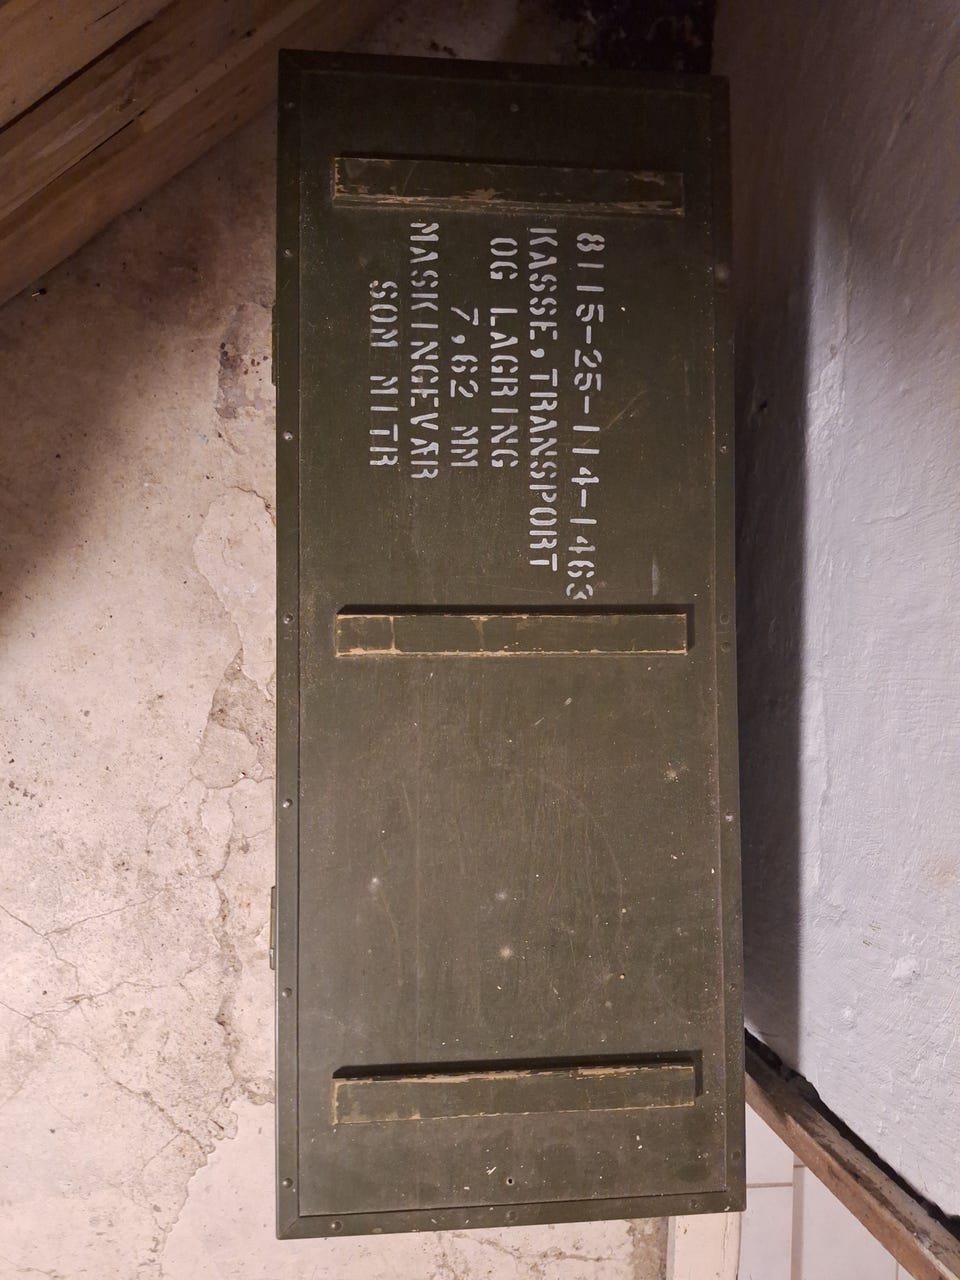 8115-25-114-1463
KASSE, TRANSPORT
OG LAGRING
7,62 MM
MASKINGEVÆR
SOM MITR